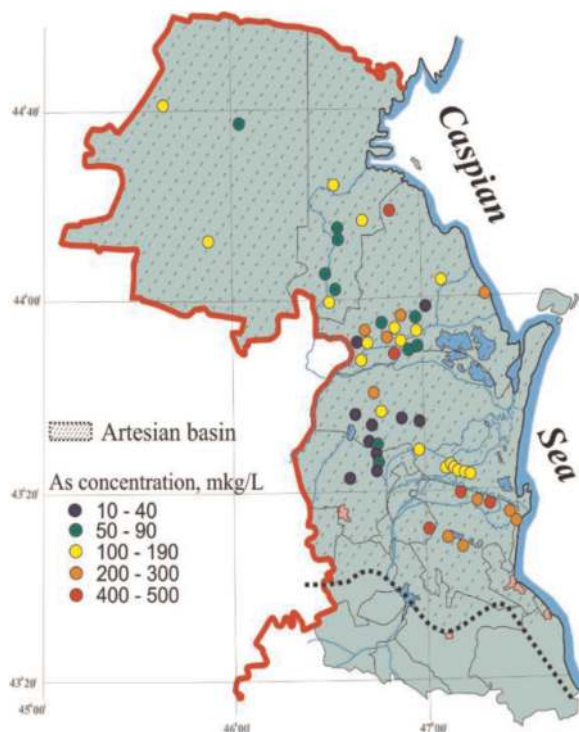 44°40'
Caspian
44°00'
Sea
Artesian basin
As concentration, mkg/L
43°20'
10 - 40
50 - 90
100 - 190
200 - 300
400 - 500
43°20'
45°00'
46°00'
47°00'